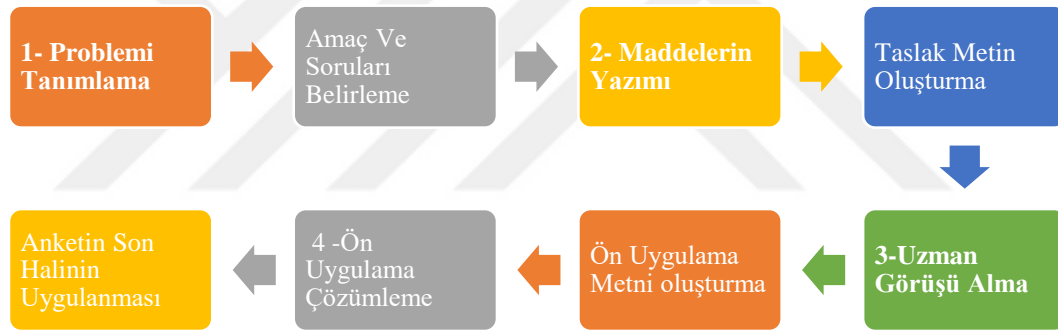 1- Problemi
Tanımlama
Amaç Ve
Soruları
Belirleme
2- Maddelerin
Yazımı
Taslak Metin
Oluşturma
3-Uzman
Görüşü Alma
Ön Uygulama
Metni oluşturma
4 -Ön
Uygulama
Çözümleme
Anketin Son
Halinin
Uygulanması